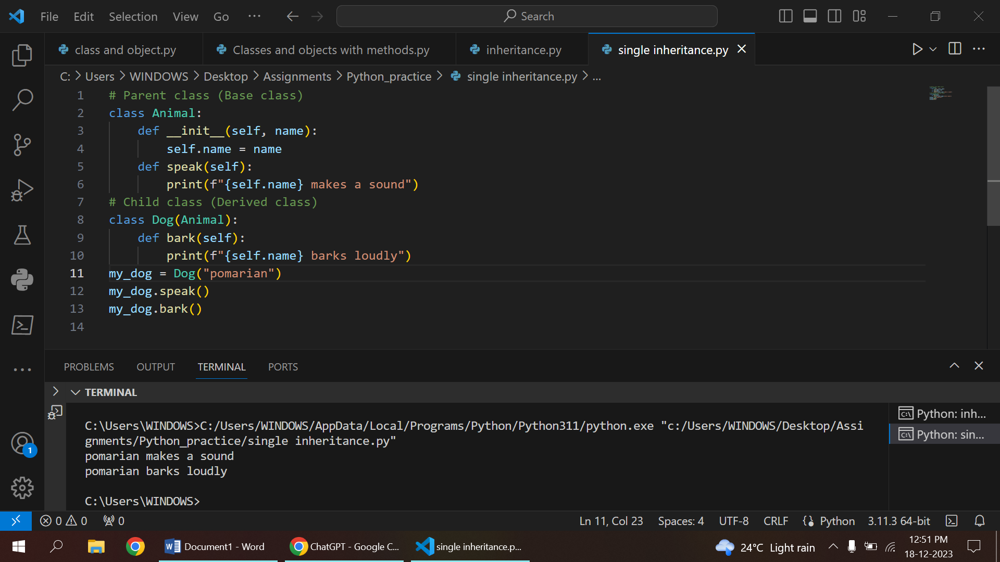 File Edit Selection View Go ... Search
class and object.py Classes and objects with methods.py inheritance.py single inheritance.py
C: > Users > WINDOWS > Desktop > Assignments > Python_practice > single inheritance.py > ...
1 # Parent class (Base class)
2 class Animal:
3     def __init__(self, name):
4         self.name = name
5     def speak(self):
6         print(f"{self.name} makes a sound")
7 # Child class (Derived class)
8 class Dog(Animal):
9     def bark(self):
10         print(f"{self.name} barks loudly")
11 my_dog = Dog("pomarian")
12 my_dog.speak()
13 my_dog.bark()
14
PROBLEMS OUTPUT TERMINAL PORTS
TERMINAL
C:\Users\WINDOWS>C:/Users/WINDOWS/AppData/Local/Programs/Python/Python311/python.exe "c:/Users/WINDOWS/Desktop/Assi
gnments/Python_practice/single inheritance.py"
pomarian makes a sound
pomarian barks loudly
C:\Users\WINDOWS>
Python: inh...
Python: sin...
1
0 0 0 Ln 11, Col 23 Spaces: 4 UTF-8 CRLF Python 3.11.3 64-bit
Document1 - Word ChatGPT - Google C... single inheritance.p... 24°C Light rain 12:51 PM
18-12-2023